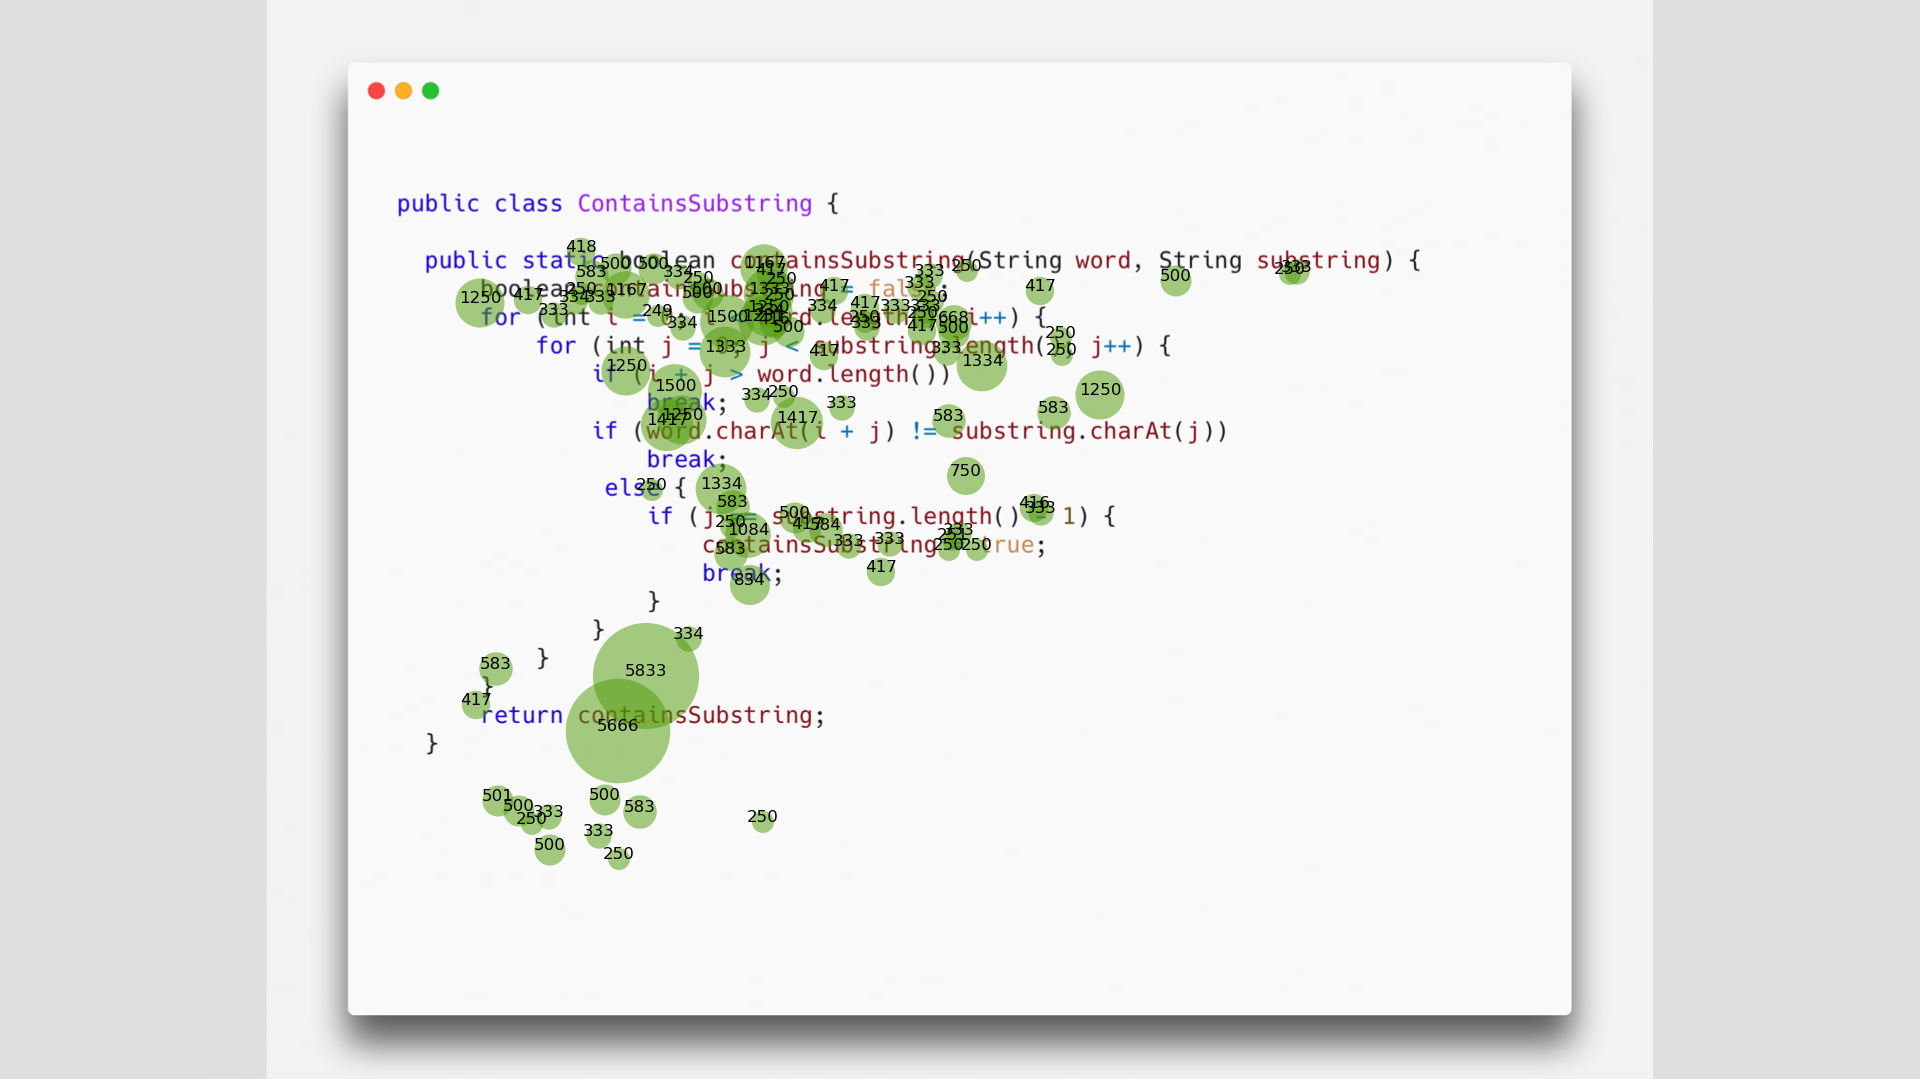 public class ContainsSubstring {
418
public static boolean containsSubstring(String word, String substring) {
583 500 500 334 250 1167 417 250 333 333 250 500 250 333
boolean containsSubstring = false;
1250 417 333 334 250 333 1167 500 500 1333 250 417 334 417 333 333 250 417
for (int i = 0; i < word.length(); i++) {
249 334 1500 1250 416 500 250 333 250 417 668 500 250
for (int j = 0; j < substring.length(); j++) {
1333 417 333 250
if (i + j > word.length())
1250 1500 334 250 1334 1250
break;
1417 1250 1417 333 583 583
if (word.charAt(i + j) != substring.charAt(j))
break;
750
else {
250 1334 583
if (j == substring.length() - 1) {
250 1084 500 417 584 416 333
containsSubstring = true;
583 333 333 333 251 250 250
break;
834 417
}
}
334
}
583 5833
}
417
return containsSubstring;
5666
}
501 500 250 333 500 583 250
500 333 250